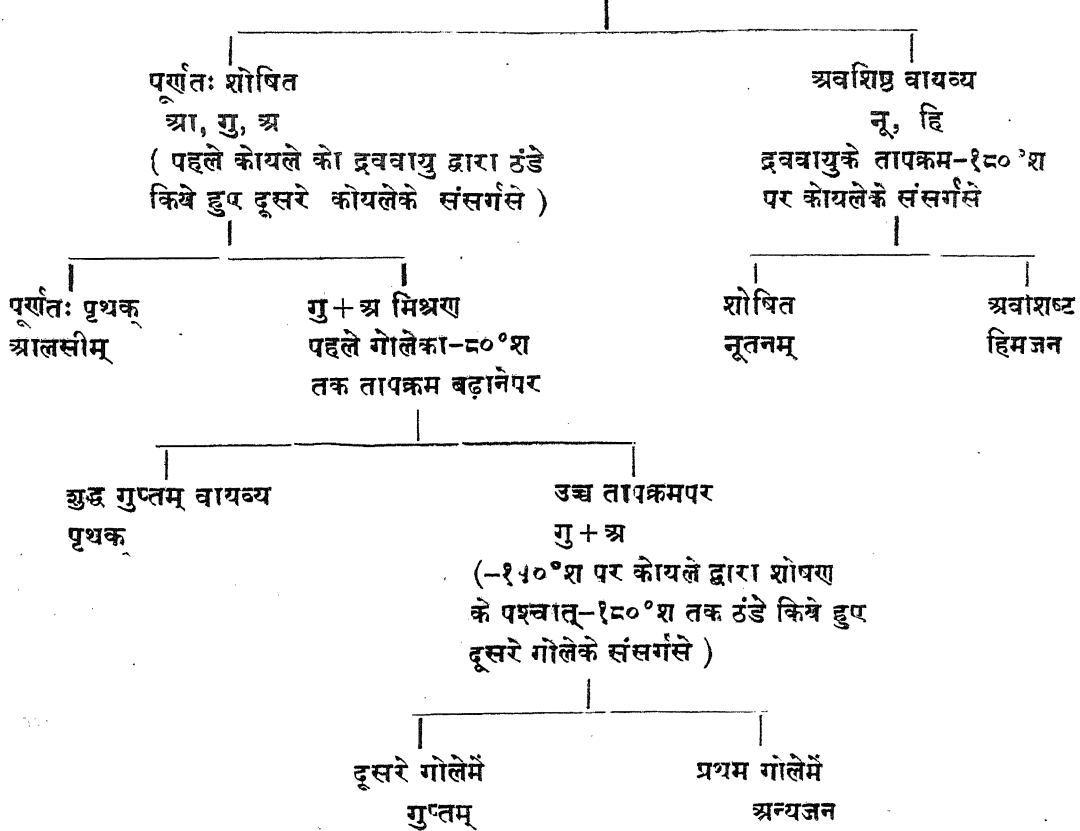 पूर्णतः शोषित
आ, गु, अ
( पहले कोयले को द्रववायु द्वारा ठंडे
किये हुए दूसरे कोयलेके संसर्गसे )
अवशिष्ठ वायव्य
नू, हि
द्रववायुके तापक्रम-१८०°श
पर कोयलेके संसर्गसे
पूर्णतः पृथक्
आलसीम्
गु + अ मिश्रण
पहले गोलेका-८०°श
तक तापक्रम बढ़ानेपर
शोषित
नूतनम्
अवशिष्ट
हिमजन
शुद्ध गुप्तम् वायव्य
पृथक्
उच्च तापक्रमपर
गु + अ
(-१५०°श पर कोयले द्वारा शोषण
के पश्चात्-१८०°श तक ठंडे किये हुए
दूसरे गोलेके संसर्गसे )
दूसरे गोलेमें
गुप्तम्
प्रथम गोलेमें
अन्यजन